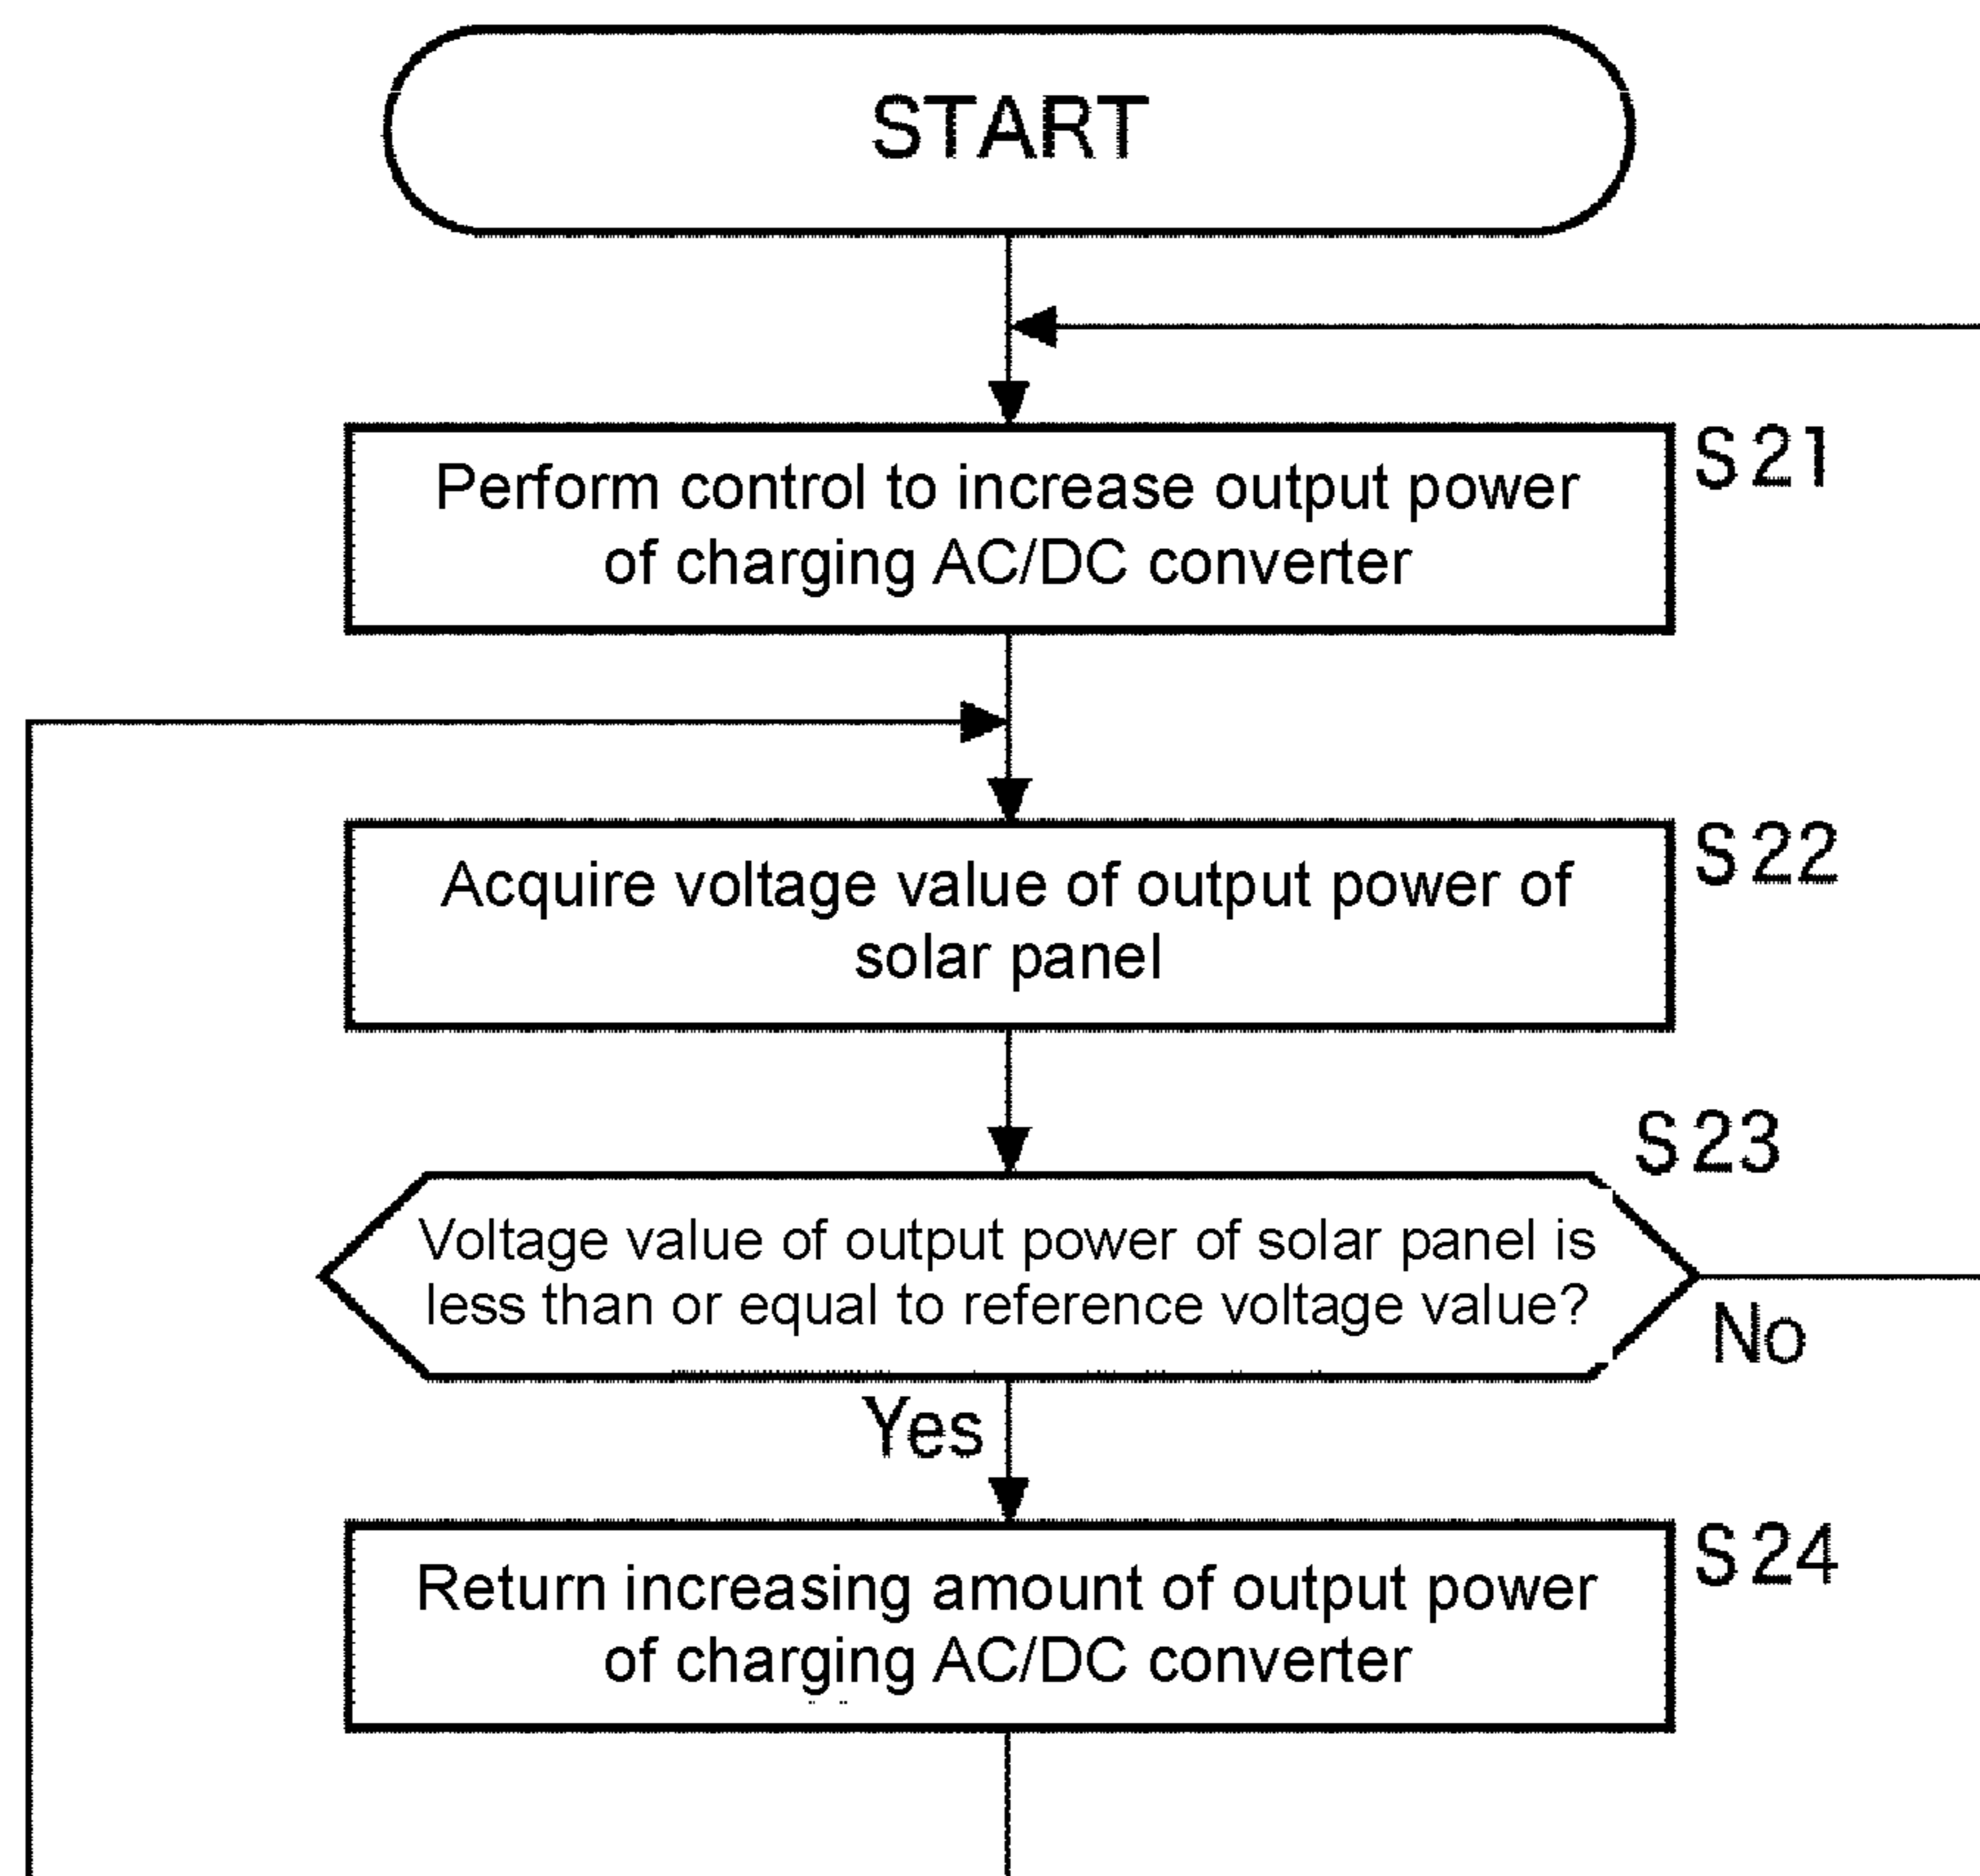 START
S21
Perform control to increase output power
of charging AC/DC converter
S22
Acquire voltage value of output power of
solar panel
S23
Voltage value of output power of solar panel is
less than or equal to reference voltage value?
No
Yes
S24
Return increasing amount of output power
of charging AC/DC converter